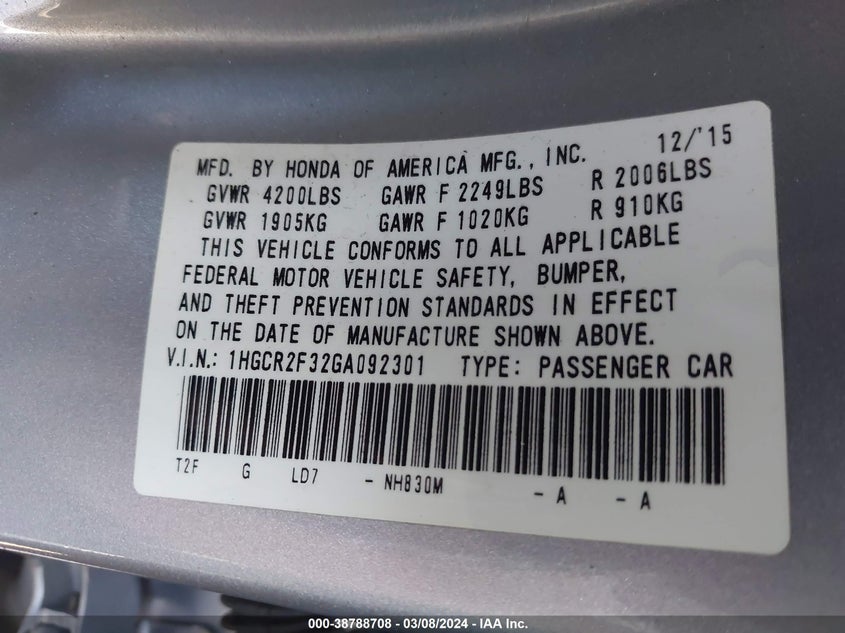 MFD. BY HONDA OF AMERICA MFG., INC. 12/'15
GVWR 4200LBS GAWR F 2249LBS R 2006LBS
GVWR 1905KG GAWR F 1020KG R 910KG
THIS VEHICLE CONFORMS TO ALL APPLICABLE
FEDERAL MOTOR VEHICLE SAFETY, BUMPER,
AND THEFT PREVENTION STANDARDS IN EFFECT
ON THE DATE OF MANUFACTURE SHOWN ABOVE.
V.I.N.: 1HGCR2F32GA092301 TYPE: PASSENGER CAR
T2F G LD7 - NH830M - A - A
000-38788708 - 03/08/2024 - IAA Inc.